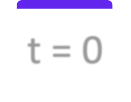 t = 0